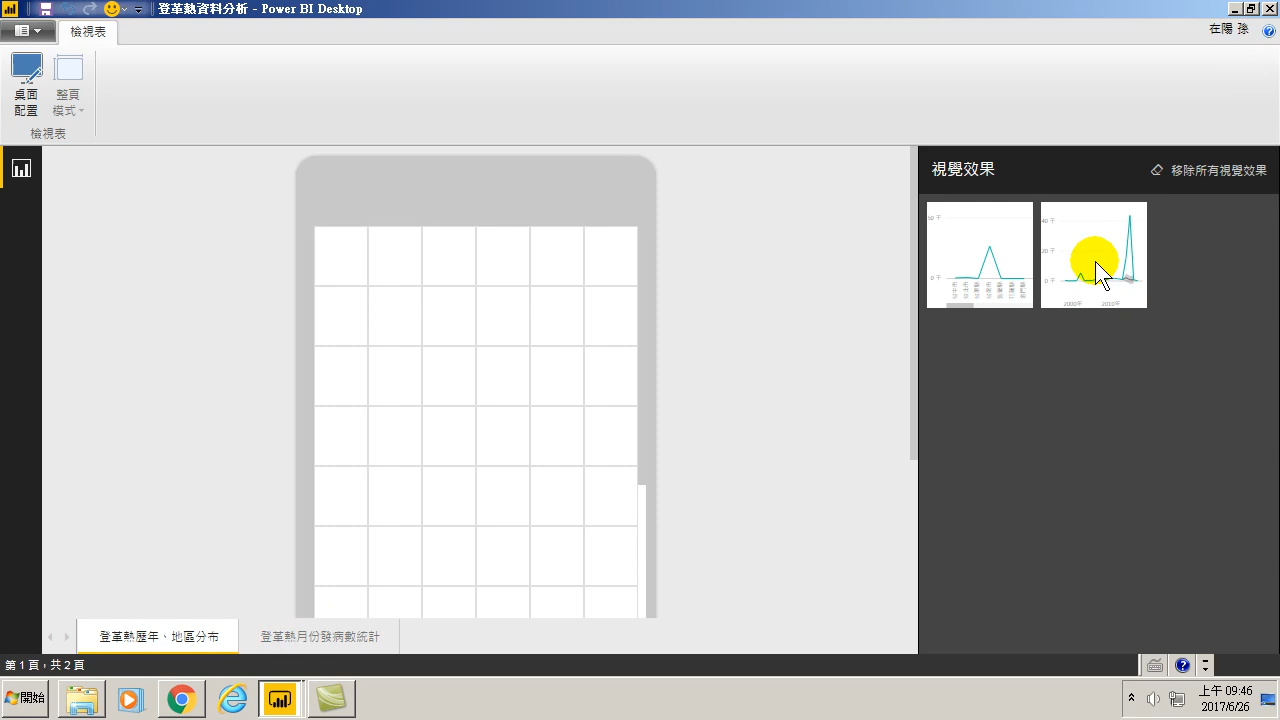 登革熱資料分析 - Power BI Desktop
檢視表
在陽 孫
桌面
配置
整頁
模式
檢視表
視覺效果
移除所有視覺效果
50 千
0 千
40 千
20 千
0 千
2000年
2010年
登革熱歷年、地區分布
登革熱月份發病數統計
第 1 頁，共 2 頁
開始
上午 09:46
2017/6/26